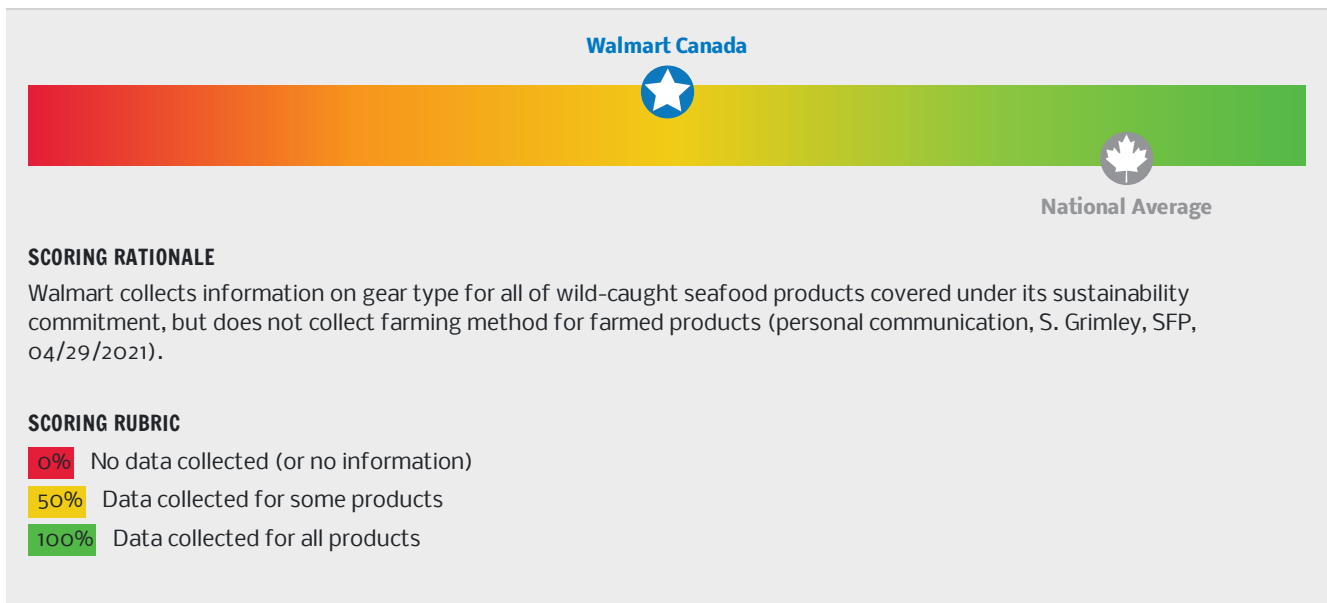 Walmart Canada
National Average
SCORING RATIONALE
Walmart collects information on gear type for all of wild-caught seafood products covered under its sustainability
commitment, but does not collect farming method for farmed products (personal communication, S. Grimley, SFP,
04/29/2021).
SCORING RUBRIC
0% No data collected (or no information)
50% Data collected for some products
100% Data collected for all products